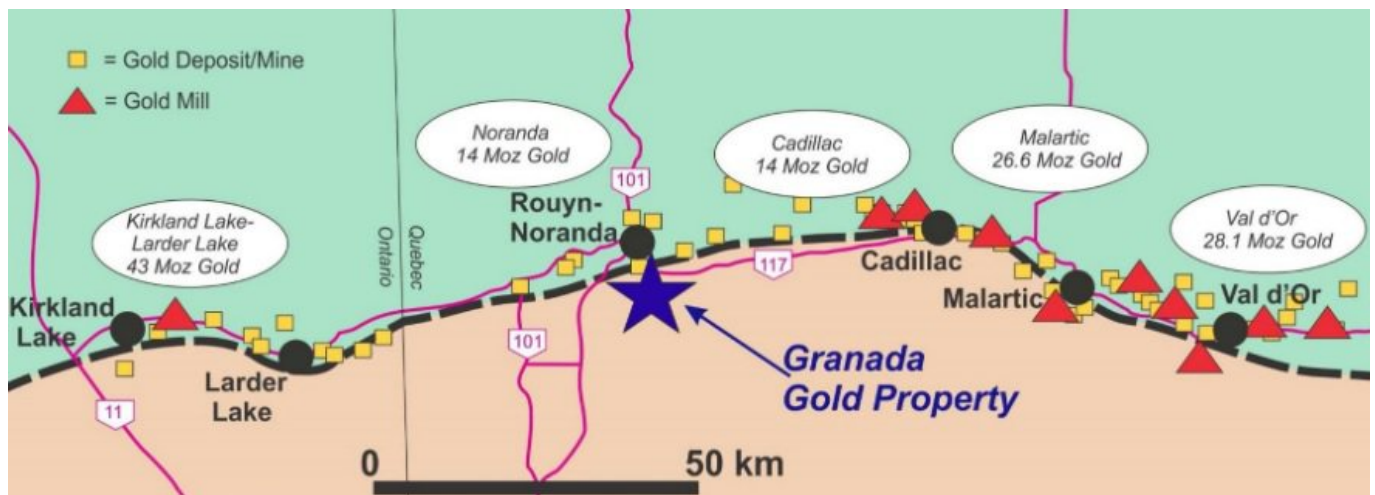 = Gold Deposit/Mine
= Gold Mill
Noranda
14 Moz Gold
Cadillac
14 Moz Gold
Malartic
26.6 Moz Gold
Kirkland Lake-
Larder Lake
43 Moz Gold
Val d'Or
28.1 Moz Gold
Ontario
Quebec
101
Rouyn-
Noranda
117
Cadillac
Malartic
Val d'Or
Kirkland
Lake
Larder
Lake
101
11
Granada
Gold Property
0
50 km